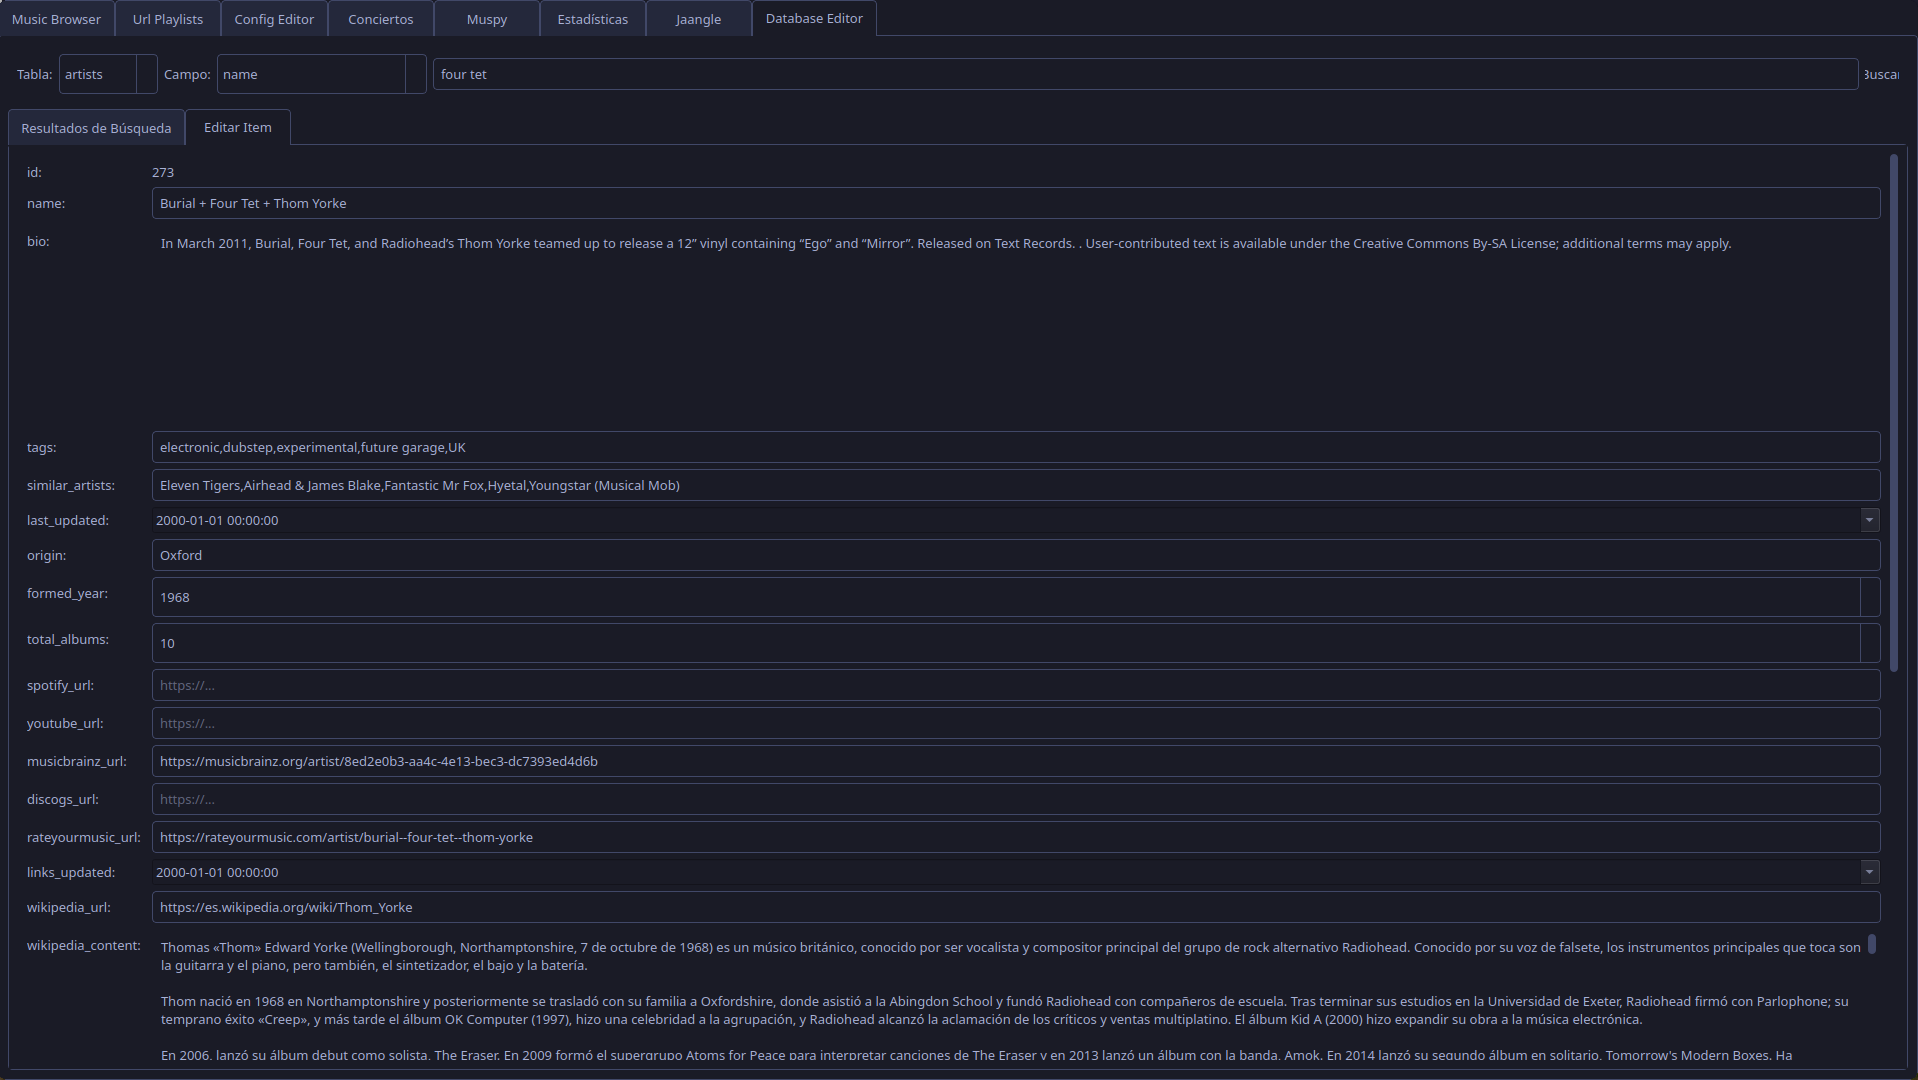 Music Browser Url Playlists Config Editor Conciertos Muspy Estadísticas Jaangle Database Editor
Tabla: artists Campo: name four tet Buscar
Resultados de Búsqueda Editar Item
id: 273
name: Burial + Four Tet + Thom Yorke
bio: In March 2011, Burial, Four Tet, and Radiohead’s Thom Yorke teamed up to release a 12” vinyl containing “Ego” and “Mirror”. Released on Text Records. . User-contributed text is available under the Creative Commons By-SA License; additional terms may apply.
tags: electronic,dubstep,experimental,future garage,UK
similar_artists: Eleven Tigers,Airhead & James Blake,Fantastic Mr Fox,Hyetal,Youngstar (Musical Mob)
last_updated: 2000-01-01 00:00:00
origin: Oxford
formed_year: 1968
total_albums: 10
spotify_url: https://...
youtube_url: https://...
musicbrainz_url: https://musicbrainz.org/artist/8ed2e0b3-aa4c-4e13-bec3-dc7393ed4d6b
discogs_url: https://...
rateyourmusic_url: https://rateyourmusic.com/artist/burial--four-tet--thom-yorke
links_updated: 2000-01-01 00:00:00
wikipedia_url: https://es.wikipedia.org/wiki/Thom_Yorke
wikipedia_content: Thomas «Thom» Edward Yorke (Wellingborough, Northamptonshire, 7 de octubre de 1968) es un músico británico, conocido por ser vocalista y compositor principal del grupo de rock alternativo Radiohead. Conocido por su voz de falsete, los instrumentos principales que toca son
la guitarra y el piano, pero también, el sintetizador, el bajo y la batería.
Thom nació en 1968 en Northamptonshire y posteriormente se trasladó con su familia a Oxfordshire, donde asistió a la Abingdon School y fundó Radiohead con compañeros de escuela. Tras terminar sus estudios en la Universidad de Exeter, Radiohead firmó con Parlophone; su
temprano éxito «Creep», y más tarde el álbum OK Computer (1997), hizo una celebridad a la agrupación, y Radiohead alcanzó la aclamación de los críticos y ventas multiplatino. El álbum Kid A (2000) hizo expandir su obra a la música electrónica.
En 2006, lanzó su álbum debut como solista, The Eraser. En 2009 formó el supergrupo Atoms for Peace para interpretar canciones de The Eraser y en 2013 lanzó un álbum con la banda, Amok. En 2014 lanzó su segundo álbum en solitario, Tomorrow's Modern Boxes. Ha